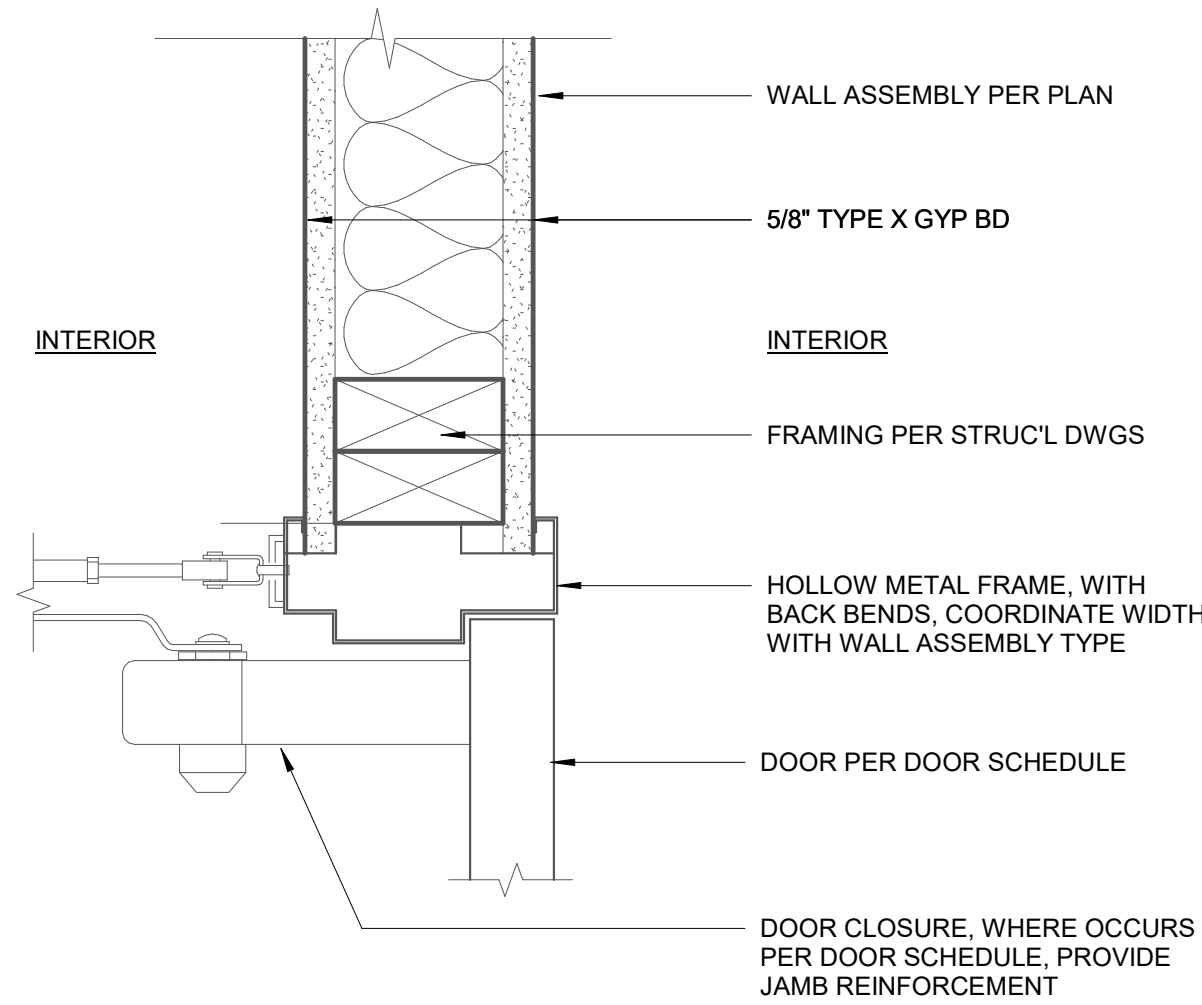 WALL ASSEMBLY PER PLAN
5/8" TYPE X GYP BD
INTERIOR
INTERIOR
FRAMING PER STRUC'L DWGS
HOLLOW METAL FRAME, WITH
BACK BENDS, COORDINATE WIDTH
WITH WALL ASSEMBLY TYPE
DOOR PER DOOR SCHEDULE
DOOR CLOSURE, WHERE OCCURS
PER DOOR SCHEDULE, PROVIDE
JAMB REINFORCEMENT